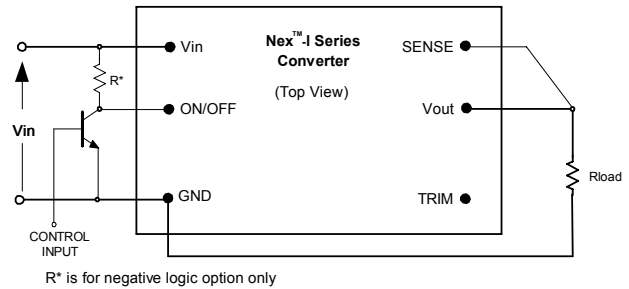 Nex™-I Series
Converter
(Top View)
Vin
SENSE
R*
ON/OFF
Vout
Vin
GND
TRIM
Rload
CONTROL
INPUT
R* is for negative logic option only